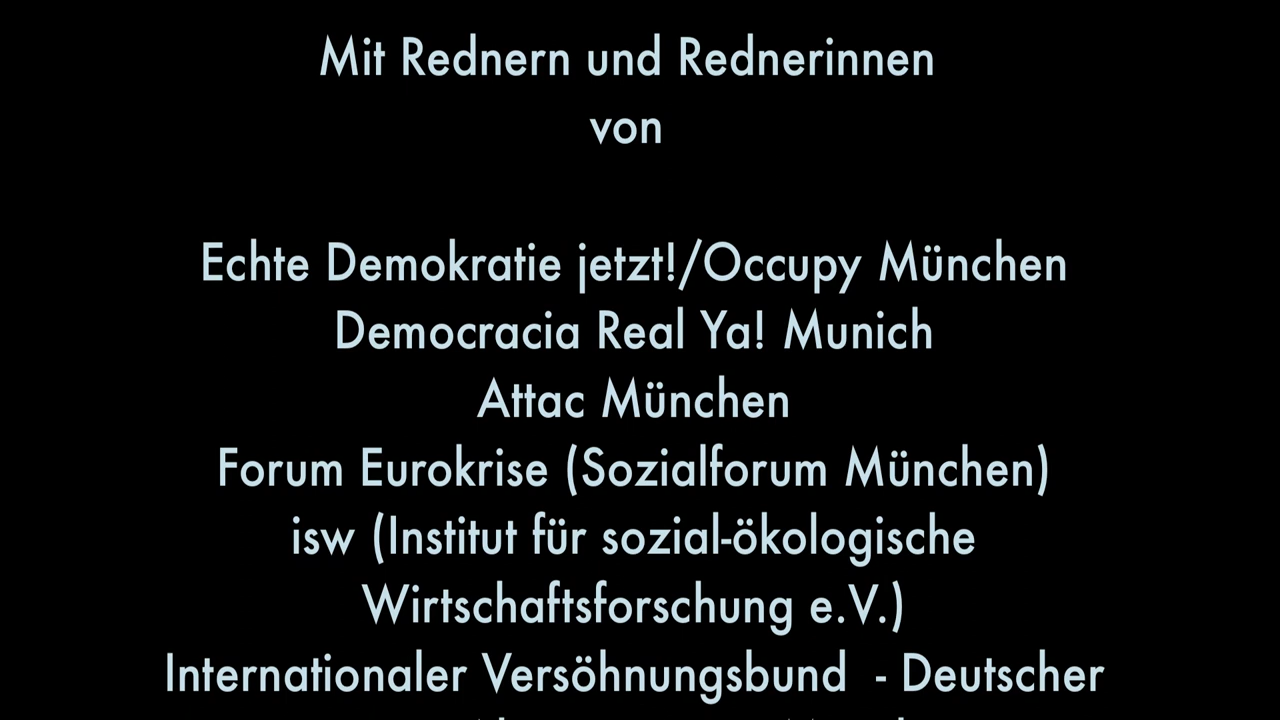 Mit Rednern und Rednerinnen
von
Echte Demokratie jetzt!/Occupy München
Democracia Real Ya! Munich
Attac München
Forum Eurokrise (Sozialforum München)
isw (Institut für sozial-ökologische
Wirtschaftsforschung e.V.)
Internationaler Versöhnungsbund - Deutscher